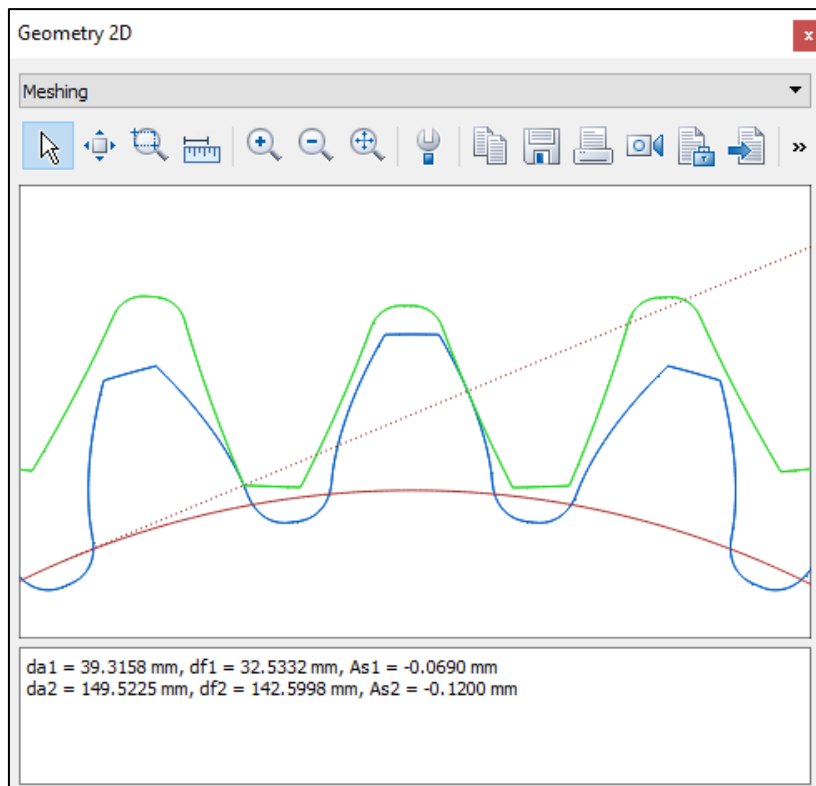 Geometry 2D
x
Meshing
»
da1 = 39.3158 mm, df1 = 32.5332 mm, As1 = -0.0690 mm
da2 = 149.5225 mm, df2 = 142.5998 mm, As2 = -0.1200 mm